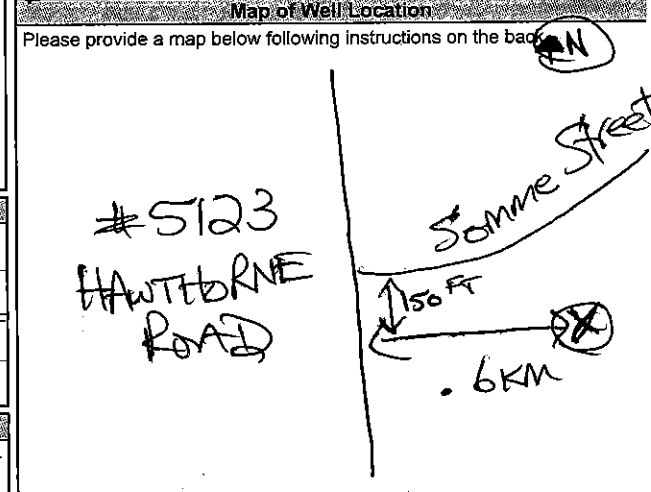 Map of Well Location
Please provide a map below following instructions on the back
N
Somme Street
#5123
HAWTHORNE
ROAD
150 FT
X
.6KM